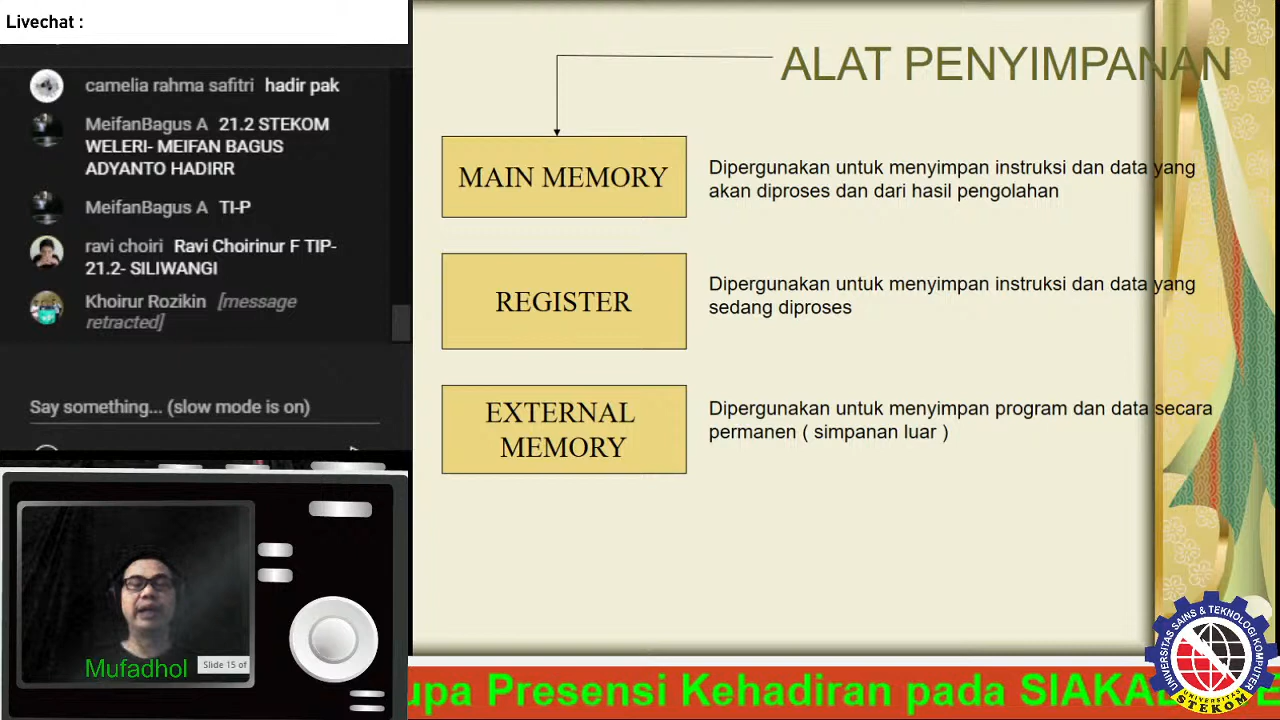 Livechat :
camelia rahma safitri hadir pak
MeifanBagus A 21.2 STEKOM
WELERI- MEIFAN BAGUS
ADYANTO HADIRR
MeifanBagus A TI-P
ravi choiri Ravi Choirinur F TIP-
21.2- SILIWANGI
Khoirur Rozikin [message
retracted]
Say something... (slow mode is on)
Mufadhol
Slide 15 of
ALAT PENYIMPANAN
MAIN MEMORY
Dipergunakan untuk menyimpan instruksi dan data yang
akan diproses dan dari hasil pengolahan
REGISTER
Dipergunakan untuk menyimpan instruksi dan data yang
sedang diproses
EXTERNAL
MEMORY
Dipergunakan untuk menyimpan program dan data secara
permanen ( simpanan luar )
upa Presensi Kehadiran pada SIAKA
UNIVERSITAS SAINS & TEKNOLOGI KOMPUTER
UNIVERSITAS
STEKOM